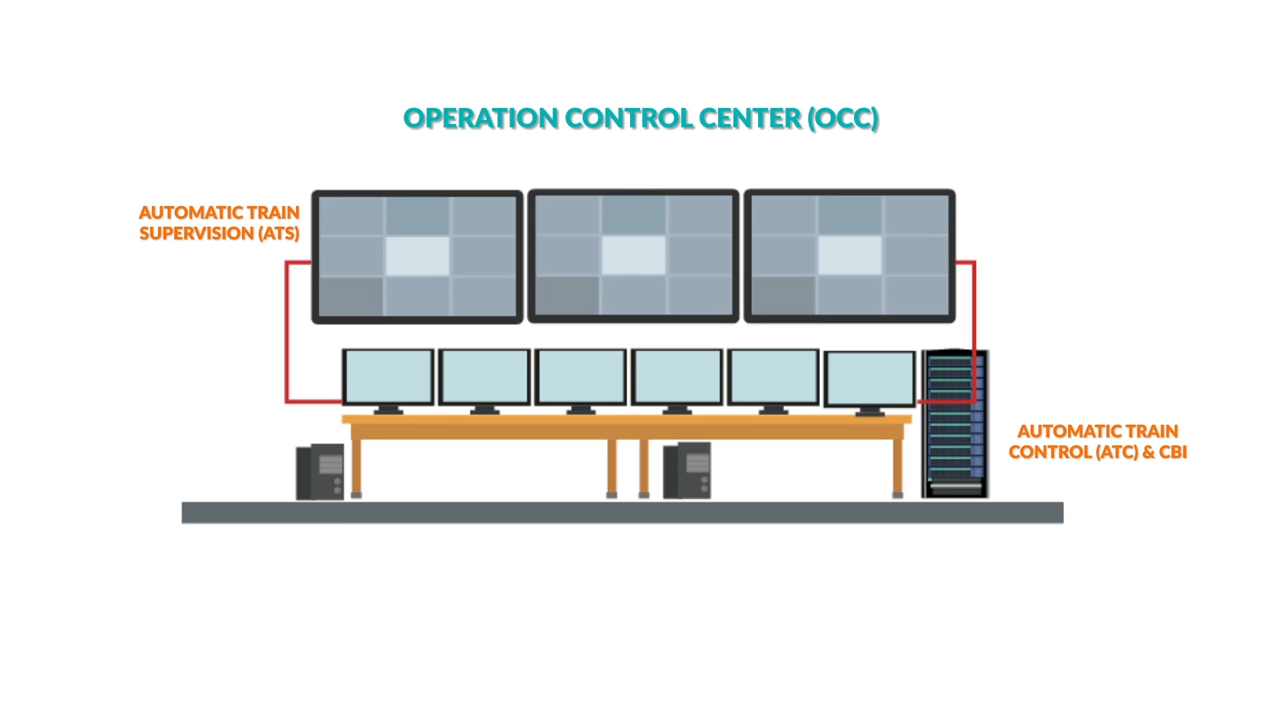 OPERATION CONTROL CENTER (OCC)
AUTOMATIC TRAIN
SUPERVISION (ATS)
AUTOMATIC TRAIN
CONTROL (ATC) & CBI